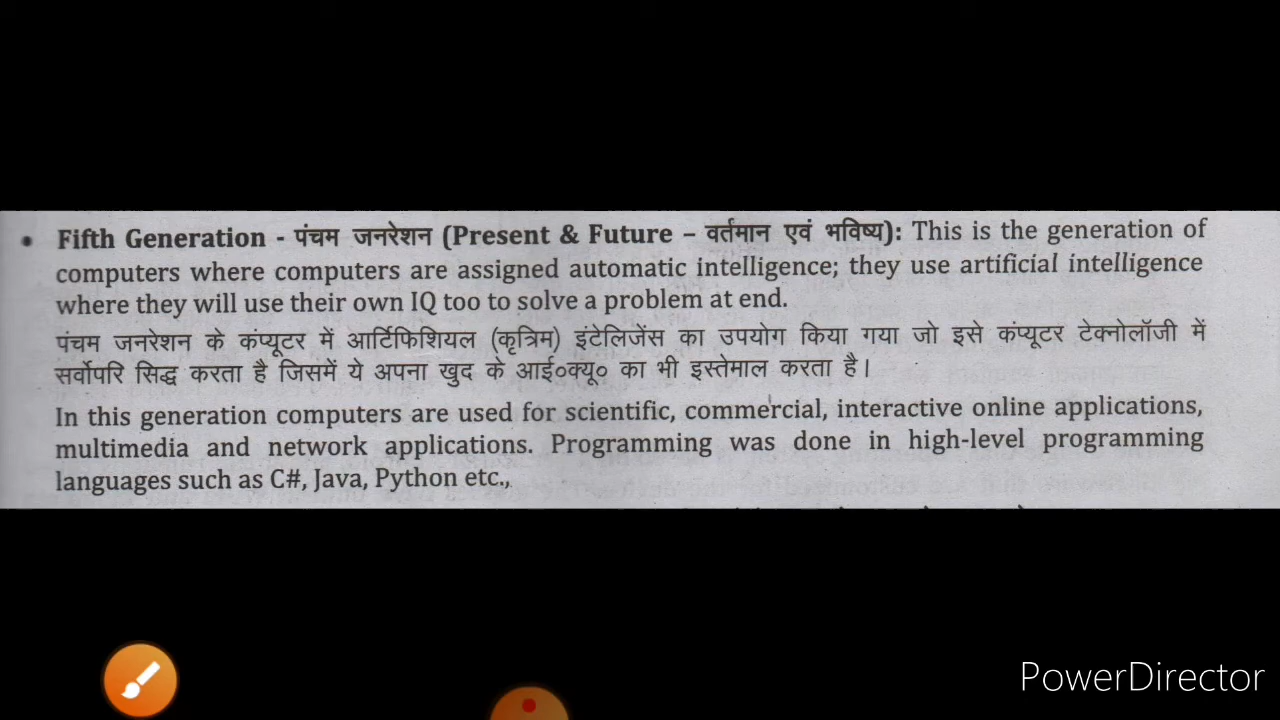 • Fifth Generation - पंचम जनरेशन (Present & Future – वर्तमान एवं भविष्य): This is the generation of
computers where computers are assigned automatic intelligence; they use artificial intelligence
where they will use their own IQ too to solve a problem at end.
पंचम जनरेशन के कंप्यूटर में आर्टिफिशियल (कृत्रिम) इंटेलिजेंस का उपयोग किया गया जो इसे कंप्यूटर टेक्नोलॉजी में
सर्वोपरि सिद्ध करता है जिसमें ये अपना खुद के आई०क्यू० का भी इस्तेमाल करता है।
In this generation computers are used for scientific, commercial, interactive online applications,
multimedia and network applications. Programming was done in high-level programming
languages such as C#, Java, Python etc.,
PowerDirector